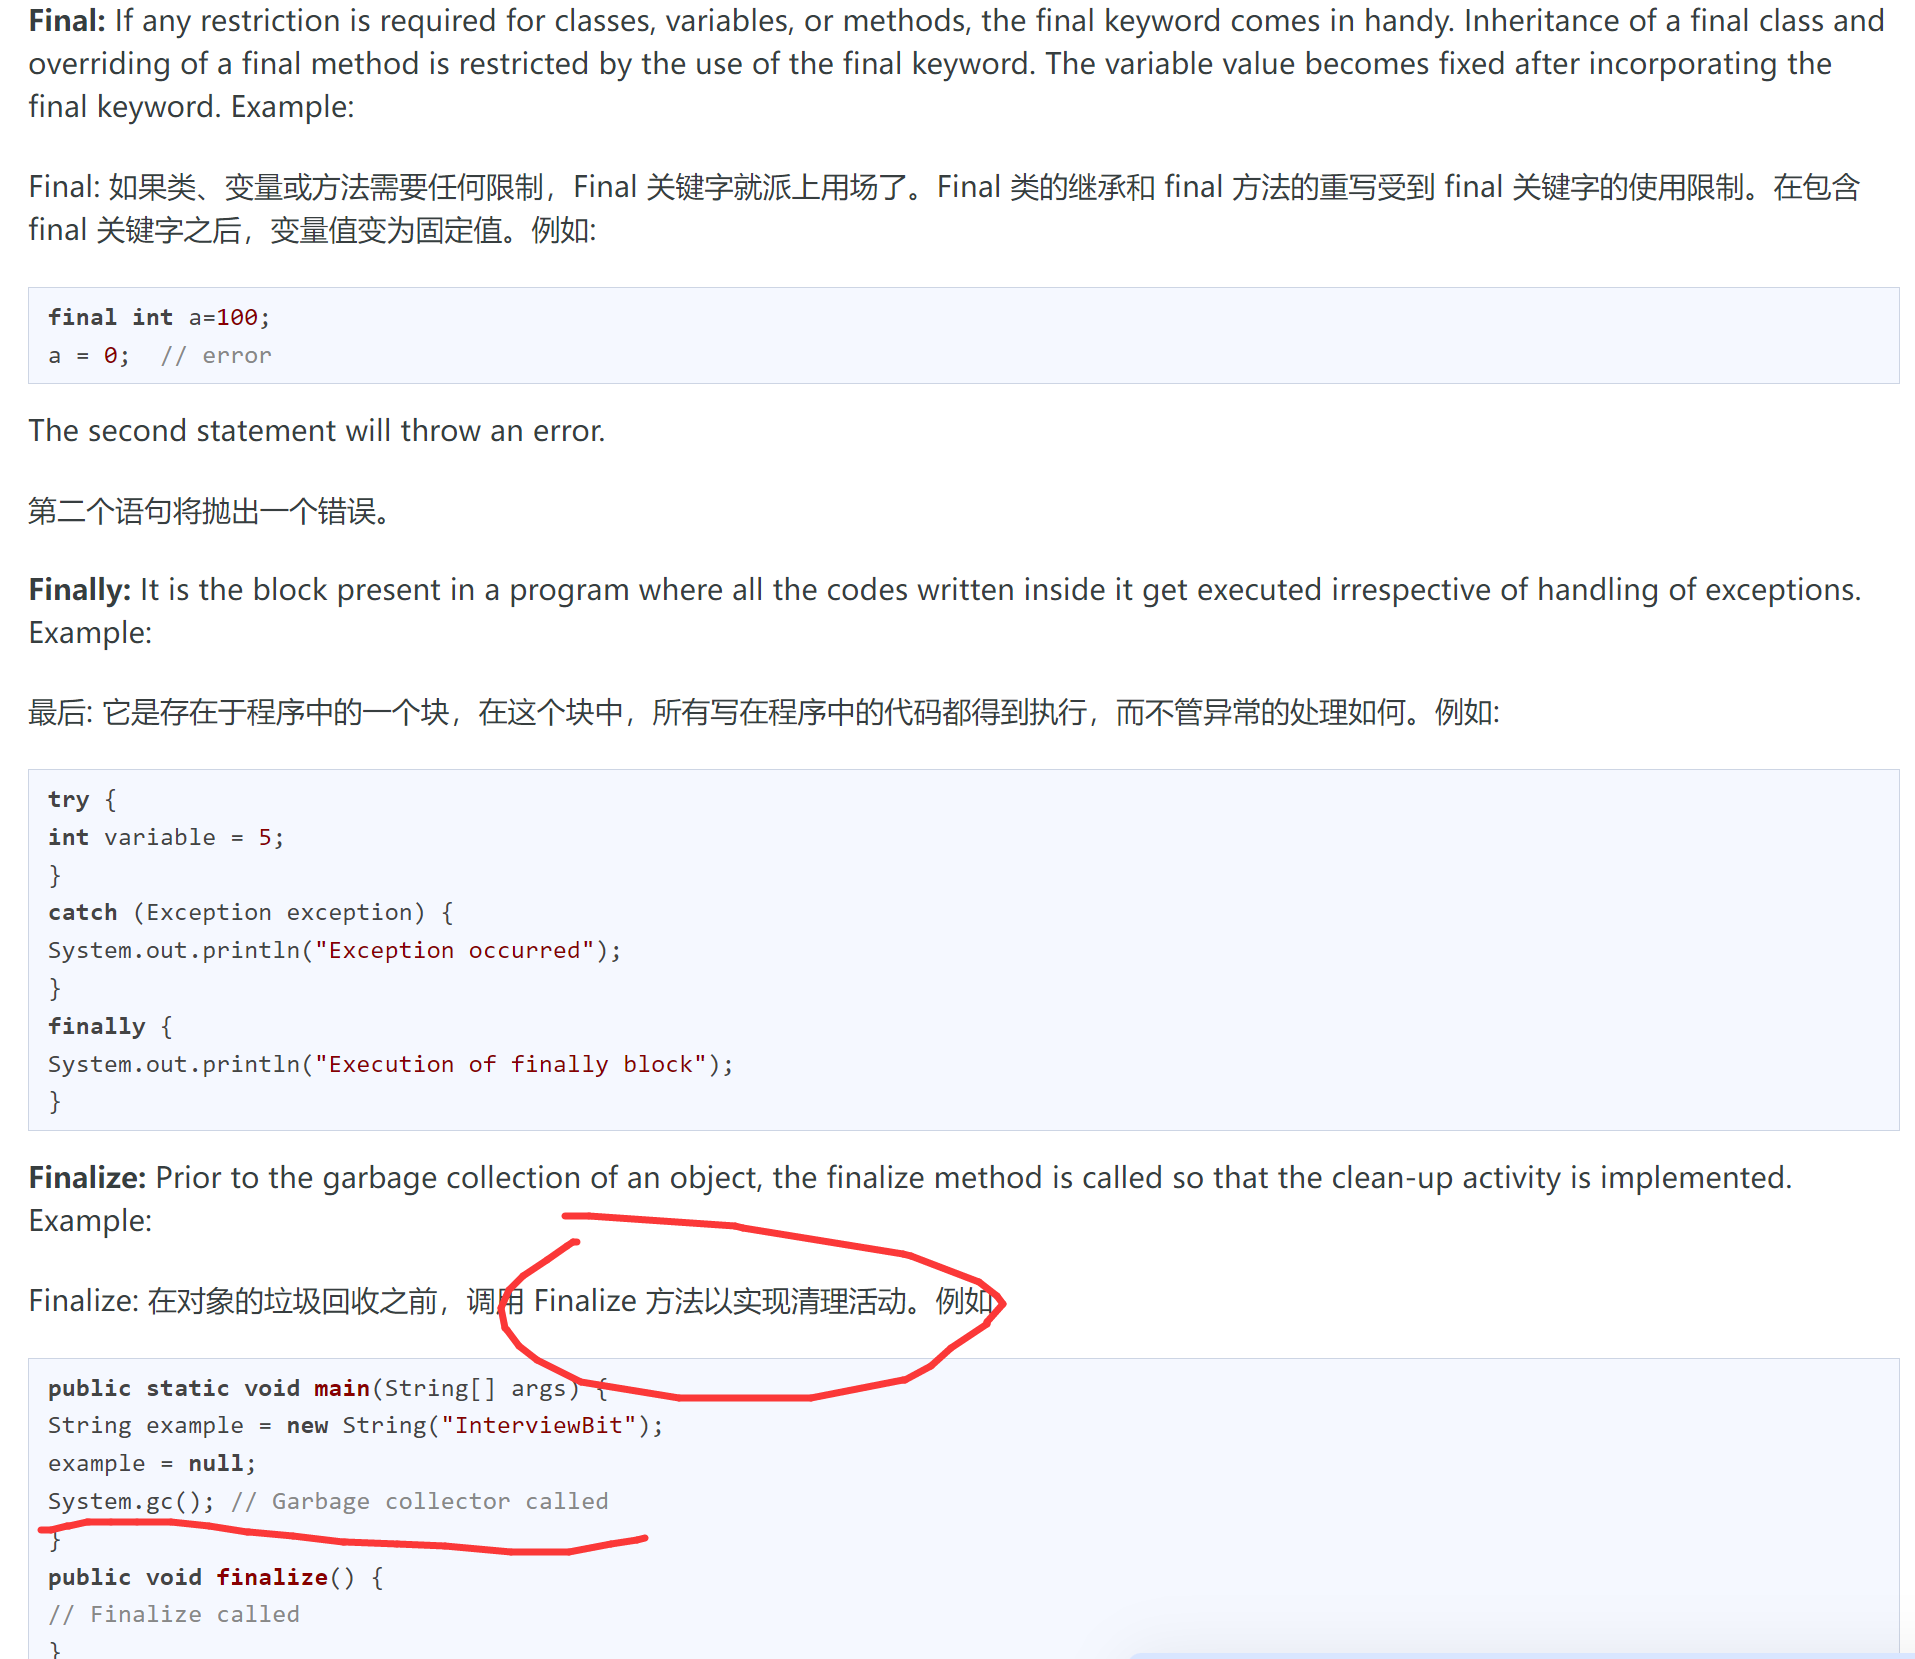 Final: If any restriction is required for classes, variables, or methods, the final keyword comes in handy. Inheritance of a final class and
overriding of a final method is restricted by the use of the final keyword. The variable value becomes fixed after incorporating the
final keyword. Example:
Final: 如果类、变量或方法需要任何限制，Final 关键字就派上用场了。Final 类的继承和 final 方法的重写受到 final 关键字的使用限制。在包含
final 关键字之后，变量值变为固定值。例如:
final int a=100;
a = 0;  // error
The second statement will throw an error.
第二个语句将抛出一个错误。
Finally: It is the block present in a program where all the codes written inside it get executed irrespective of handling of exceptions.
Example:
最后: 它是存在于程序中的一个块，在这个块中，所有写在程序中的代码都得到执行，而不管异常的处理如何。例如:
try {
int variable = 5;
}
catch (Exception exception) {
System.out.println("Exception occurred");
}
finally {
System.out.println("Execution of finally block");
}
Finalize: Prior to the garbage collection of an object, the finalize method is called so that the clean-up activity is implemented.
Example:
Finalize: 在对象的垃圾回收之前，调用 Finalize 方法以实现清理活动。例如
public static void main(String[] args) {
String example = new String("InterviewBit");
example = null;
System.gc(); // Garbage collector called
}
public void finalize() {
// Finalize called
}